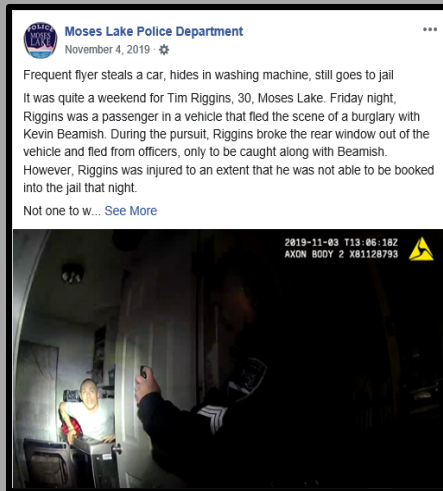 POLICE
MOSES
LAKE
Moses Lake Police Department
November 4, 2019 ·
Frequent flyer steals a car, hides in washing machine, still goes to jail
It was quite a weekend for Tim Riggins, 30, Moses Lake. Friday night,
Riggins was a passenger in a vehicle that fled the scene of a burglary with
Kevin Beamish. During the pursuit, Riggins broke the rear window out of the
vehicle and fled from officers, only to be caught along with Beamish.
However, Riggins was injured to an extent that he was not able to be booked
into the jail that night.
Not one to w... See More
2019-11-03 T13:06:18Z
AXON BODY 2 X81128793